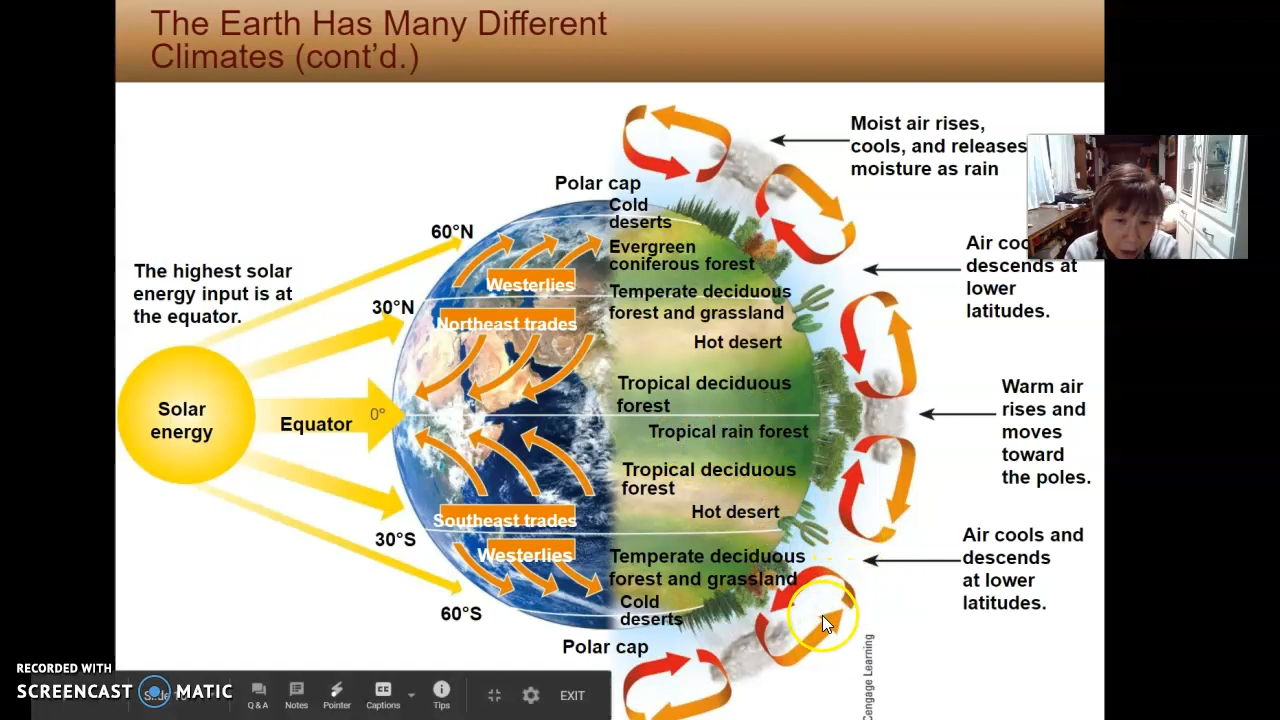 The Earth Has Many Different
Climates (cont'd.)
Moist air rises,
cools, and releases
moisture as rain
Polar cap
Cold
deserts
60°N
Evergreen
coniferous forest
Air
descends at
lower
latitudes.
The highest solar
energy input is at
the equator.
Westerlies
Temperate deciduous
forest and grassland
30°N
Northeast trades
Hot desert
Tropical deciduous
forest
Warm air
rises and
moves
toward
the poles.
Solar
energy
Equator
0°
Tropical rain forest
Tropical deciduous
forest
Hot desert
Southeast trades
30°S
Westerlies
Temperate deciduous
forest and grassland
Air cools and
descends
at lower
latitudes.
60°S
Cold
deserts
Polar cap
Cengage Learning
RECORDED WITH
SCREENCAST MATIC
Q & A
Notes
Pointer
Captions
Tips
EXIT